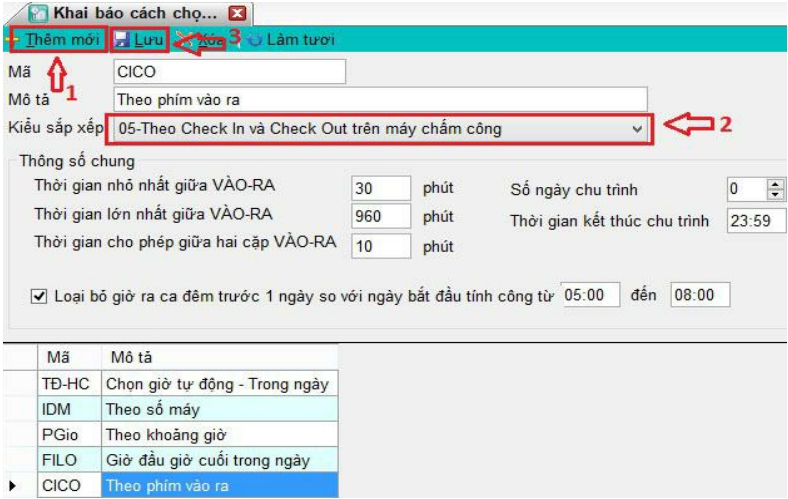 Khai báo cách chọ...
Thêm mới Lưu Xóa 3 Làm tươi
1
Mã CICO
Mô tả Theo phím vào ra
Kiểu sắp xếp 05-Theo Check In và Check Out trên máy chấm công 2
Thông số chung
Thời gian nhỏ nhất giữa VÀO-RA 30 phút Số ngày chu trình 0
Thời gian lớn nhất giữa VÀO-RA 960 phút Thời gian kết thúc chu trình 23:59
Thời gian cho phép giữa hai cặp VÀO-RA 10 phút
Loại bỏ giờ ra ca đêm trước 1 ngày so với ngày bắt đầu tính công từ 05:00 đến 08:00
Mã Mô tả
TĐ-HC Chọn giờ tự động - Trong ngày
IDM Theo số máy
PGio Theo khoảng giờ
FILO Giờ đầu giờ cuối trong ngày
CICO Theo phím vào ra